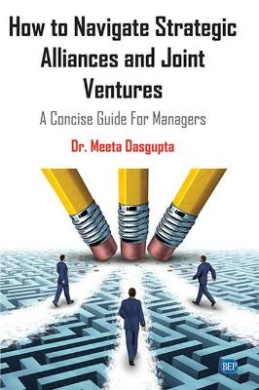 How to Navigate Strategic
Alliances and Joint
Ventures
A Concise Guide For Managers
Dr. Meeta Dasgupta
BEP